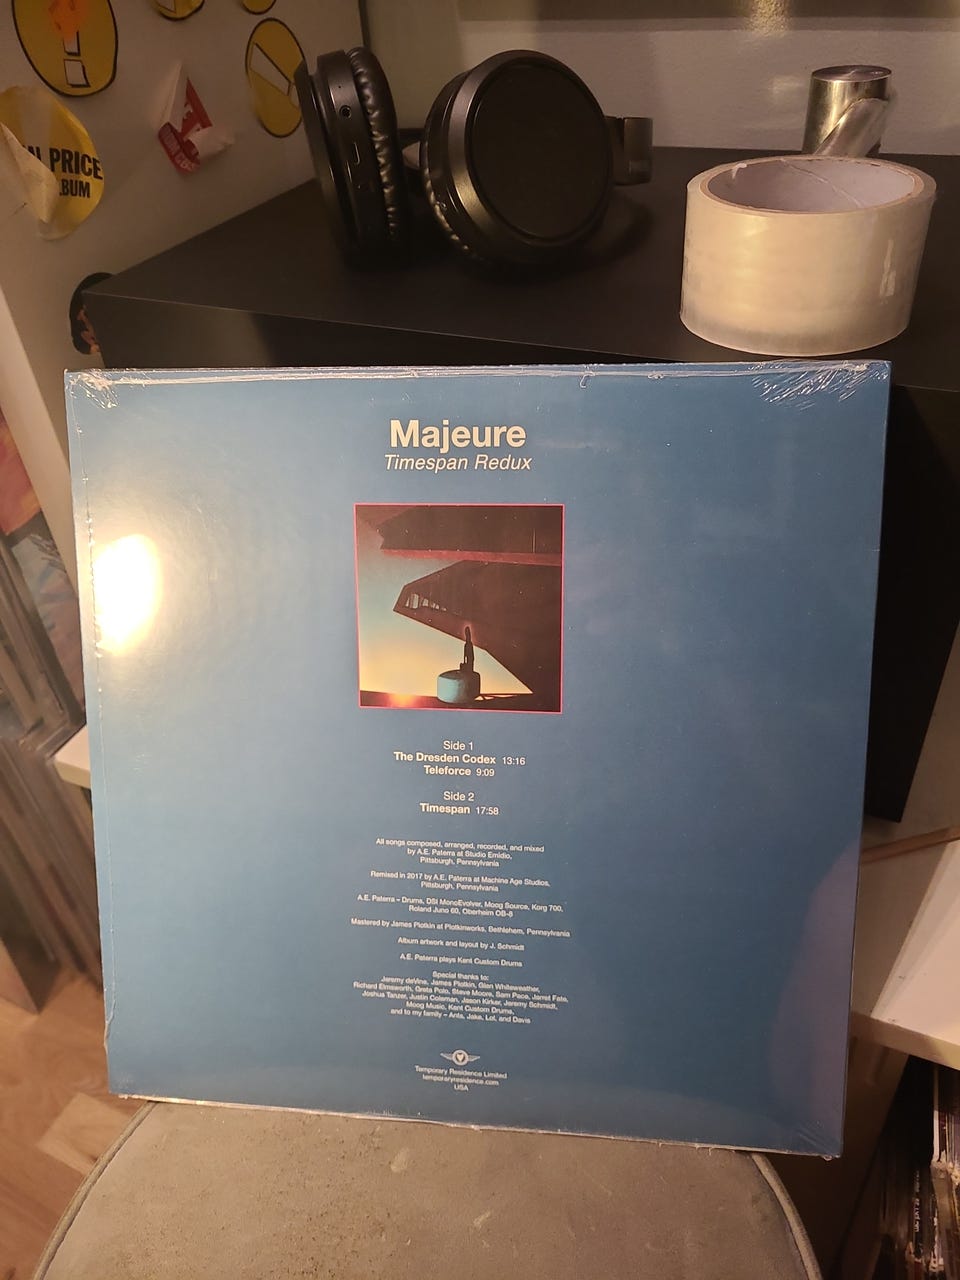 PRICE
Majeure
Timespan Redux
Side 1
The Dresden Codex 13:16
Teleforce 9:09
Side 2
Timespan 17:58
All songs composed, arranged, recorded, and mixed
by A.E. Paterra at Studio Emidio,
Pittsburgh, Pennsylvania
Remixed in 2017 by A.E. Paterra at Machine Age Studios,
Pittsburgh, Pennsylvania
A.E. Paterra – Drums, DSI MonoEvolver, Moog Source, Korg 700,
Roland Juno 60, Oberheim OB-8
Mastered by James Plotkin at Plotkinworks, Bethlehem, Pennsylvania
Album artwork and layout by J. Schmidt
A.E. Paterra plays Kent Custom Drums
Special thanks to:
Jeremy deVine, James Plotkin, Glen Whiteweather,
Richard Elmsworth, Greta Polo, Steve Moore, Sam Pace, Jarret Fate,
Joshua Tanzer, Justin Coleman, Jason Kirker, Jeremy Schmidt,
Moog Music, Kent Custom Drums,
and to my family – Ants, Jake, Lol, and Davis
Temporary Residence Limited
temporaryresidence.com
USA